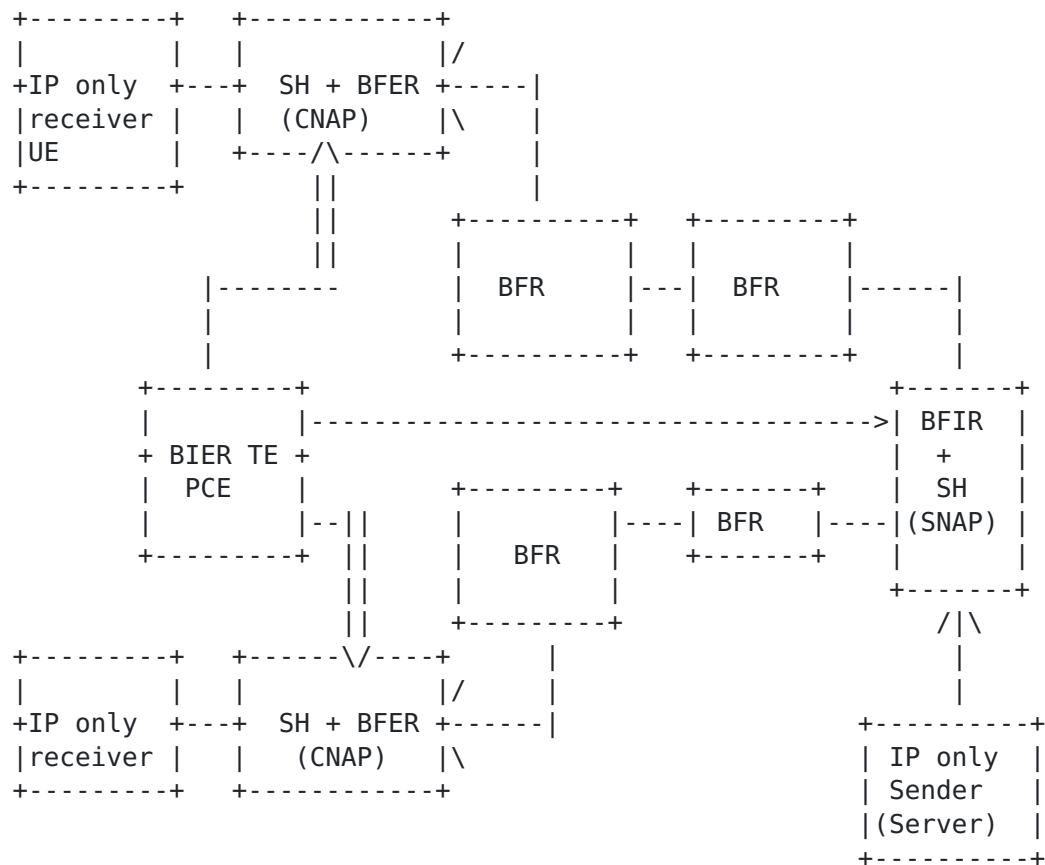 IP only
receiver
UE
SH + BFER
(CNAP)
BFR
BFR
BIER TE
PCE
BFIR
+
SH
(SNAP)
BFR
BFR
IP only
receiver
SH + BFER
(CNAP)
IP only
Sender
(Server)